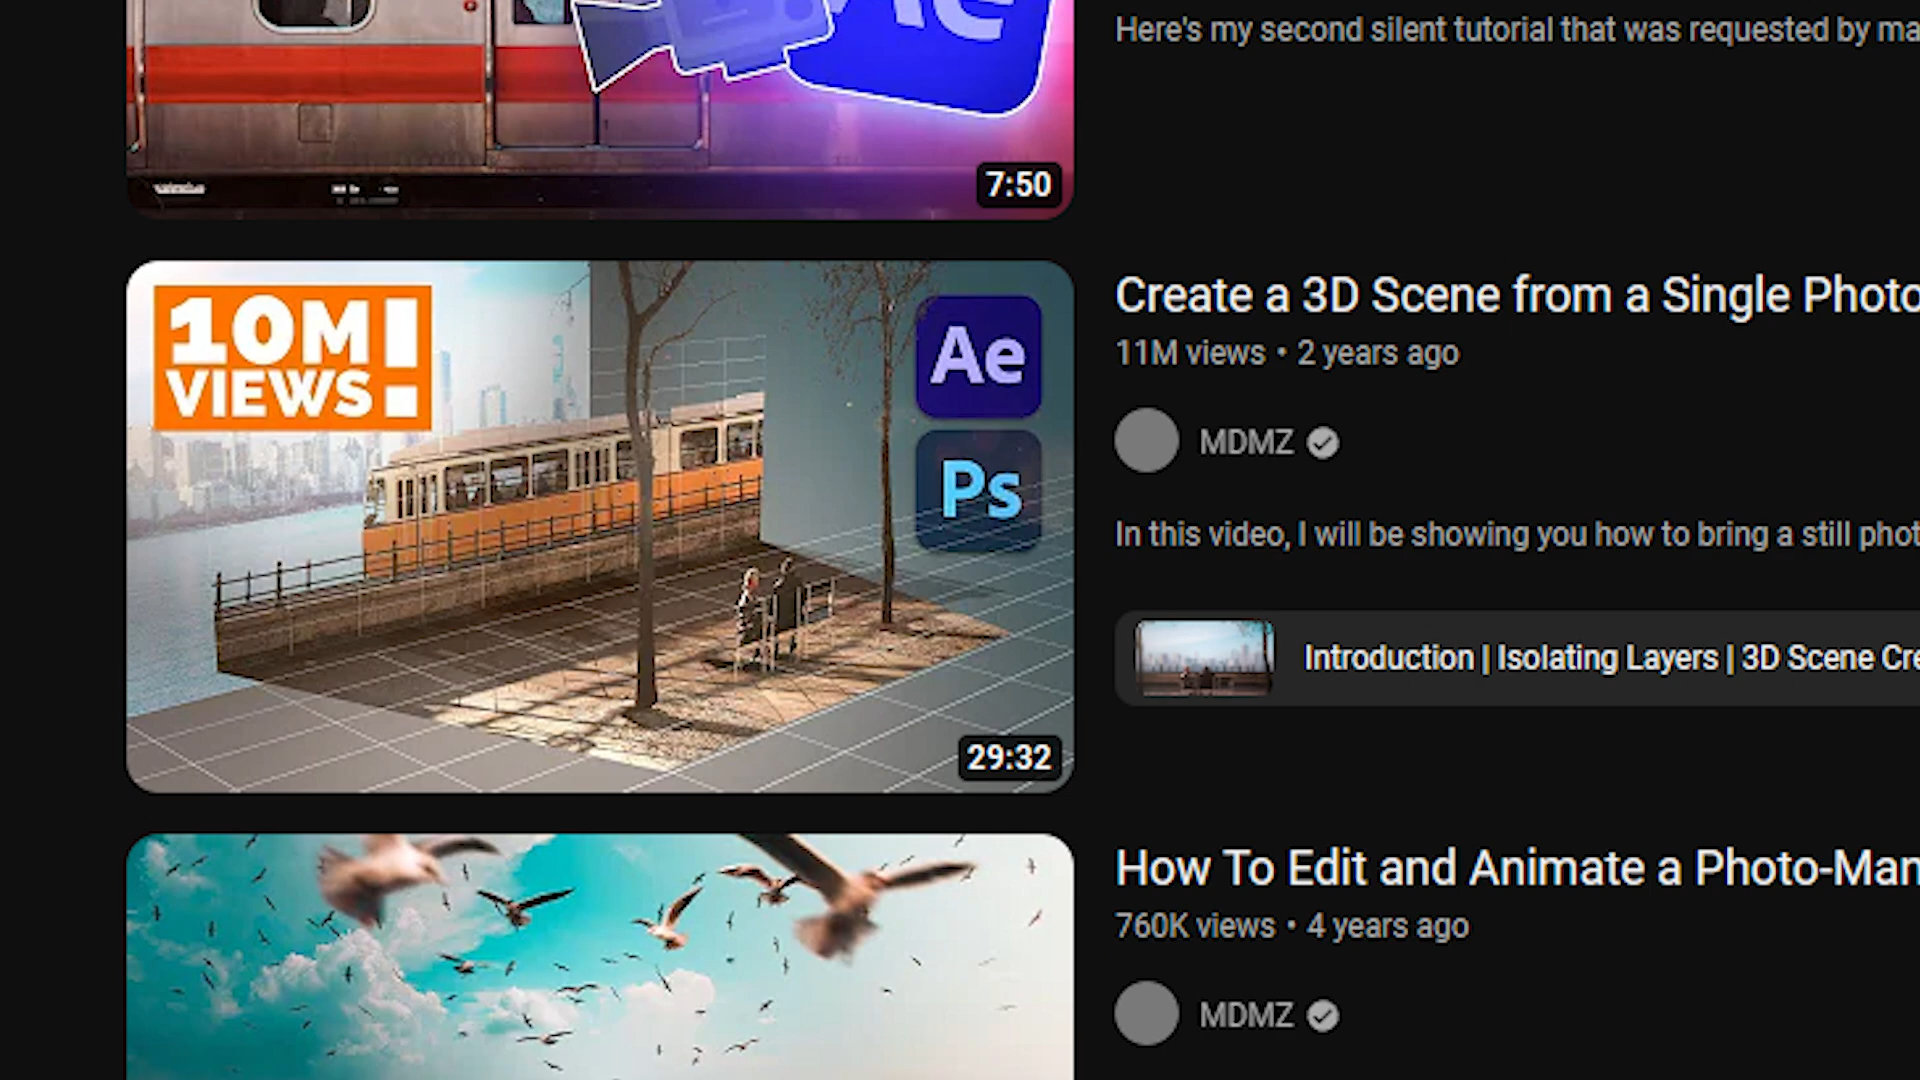 Here's my second silent tutorial that was requested by ma
7:50
10M!
VIEWS
Ae
Ps
29:32
Create a 3D Scene from a Single Photo
11M views • 2 years ago
MDMZ
In this video, I will be showing you how to bring a still phot
Introduction | Isolating Layers | 3D Scene Cre
How To Edit and Animate a Photo-Man
760K views • 4 years ago
MDMZ